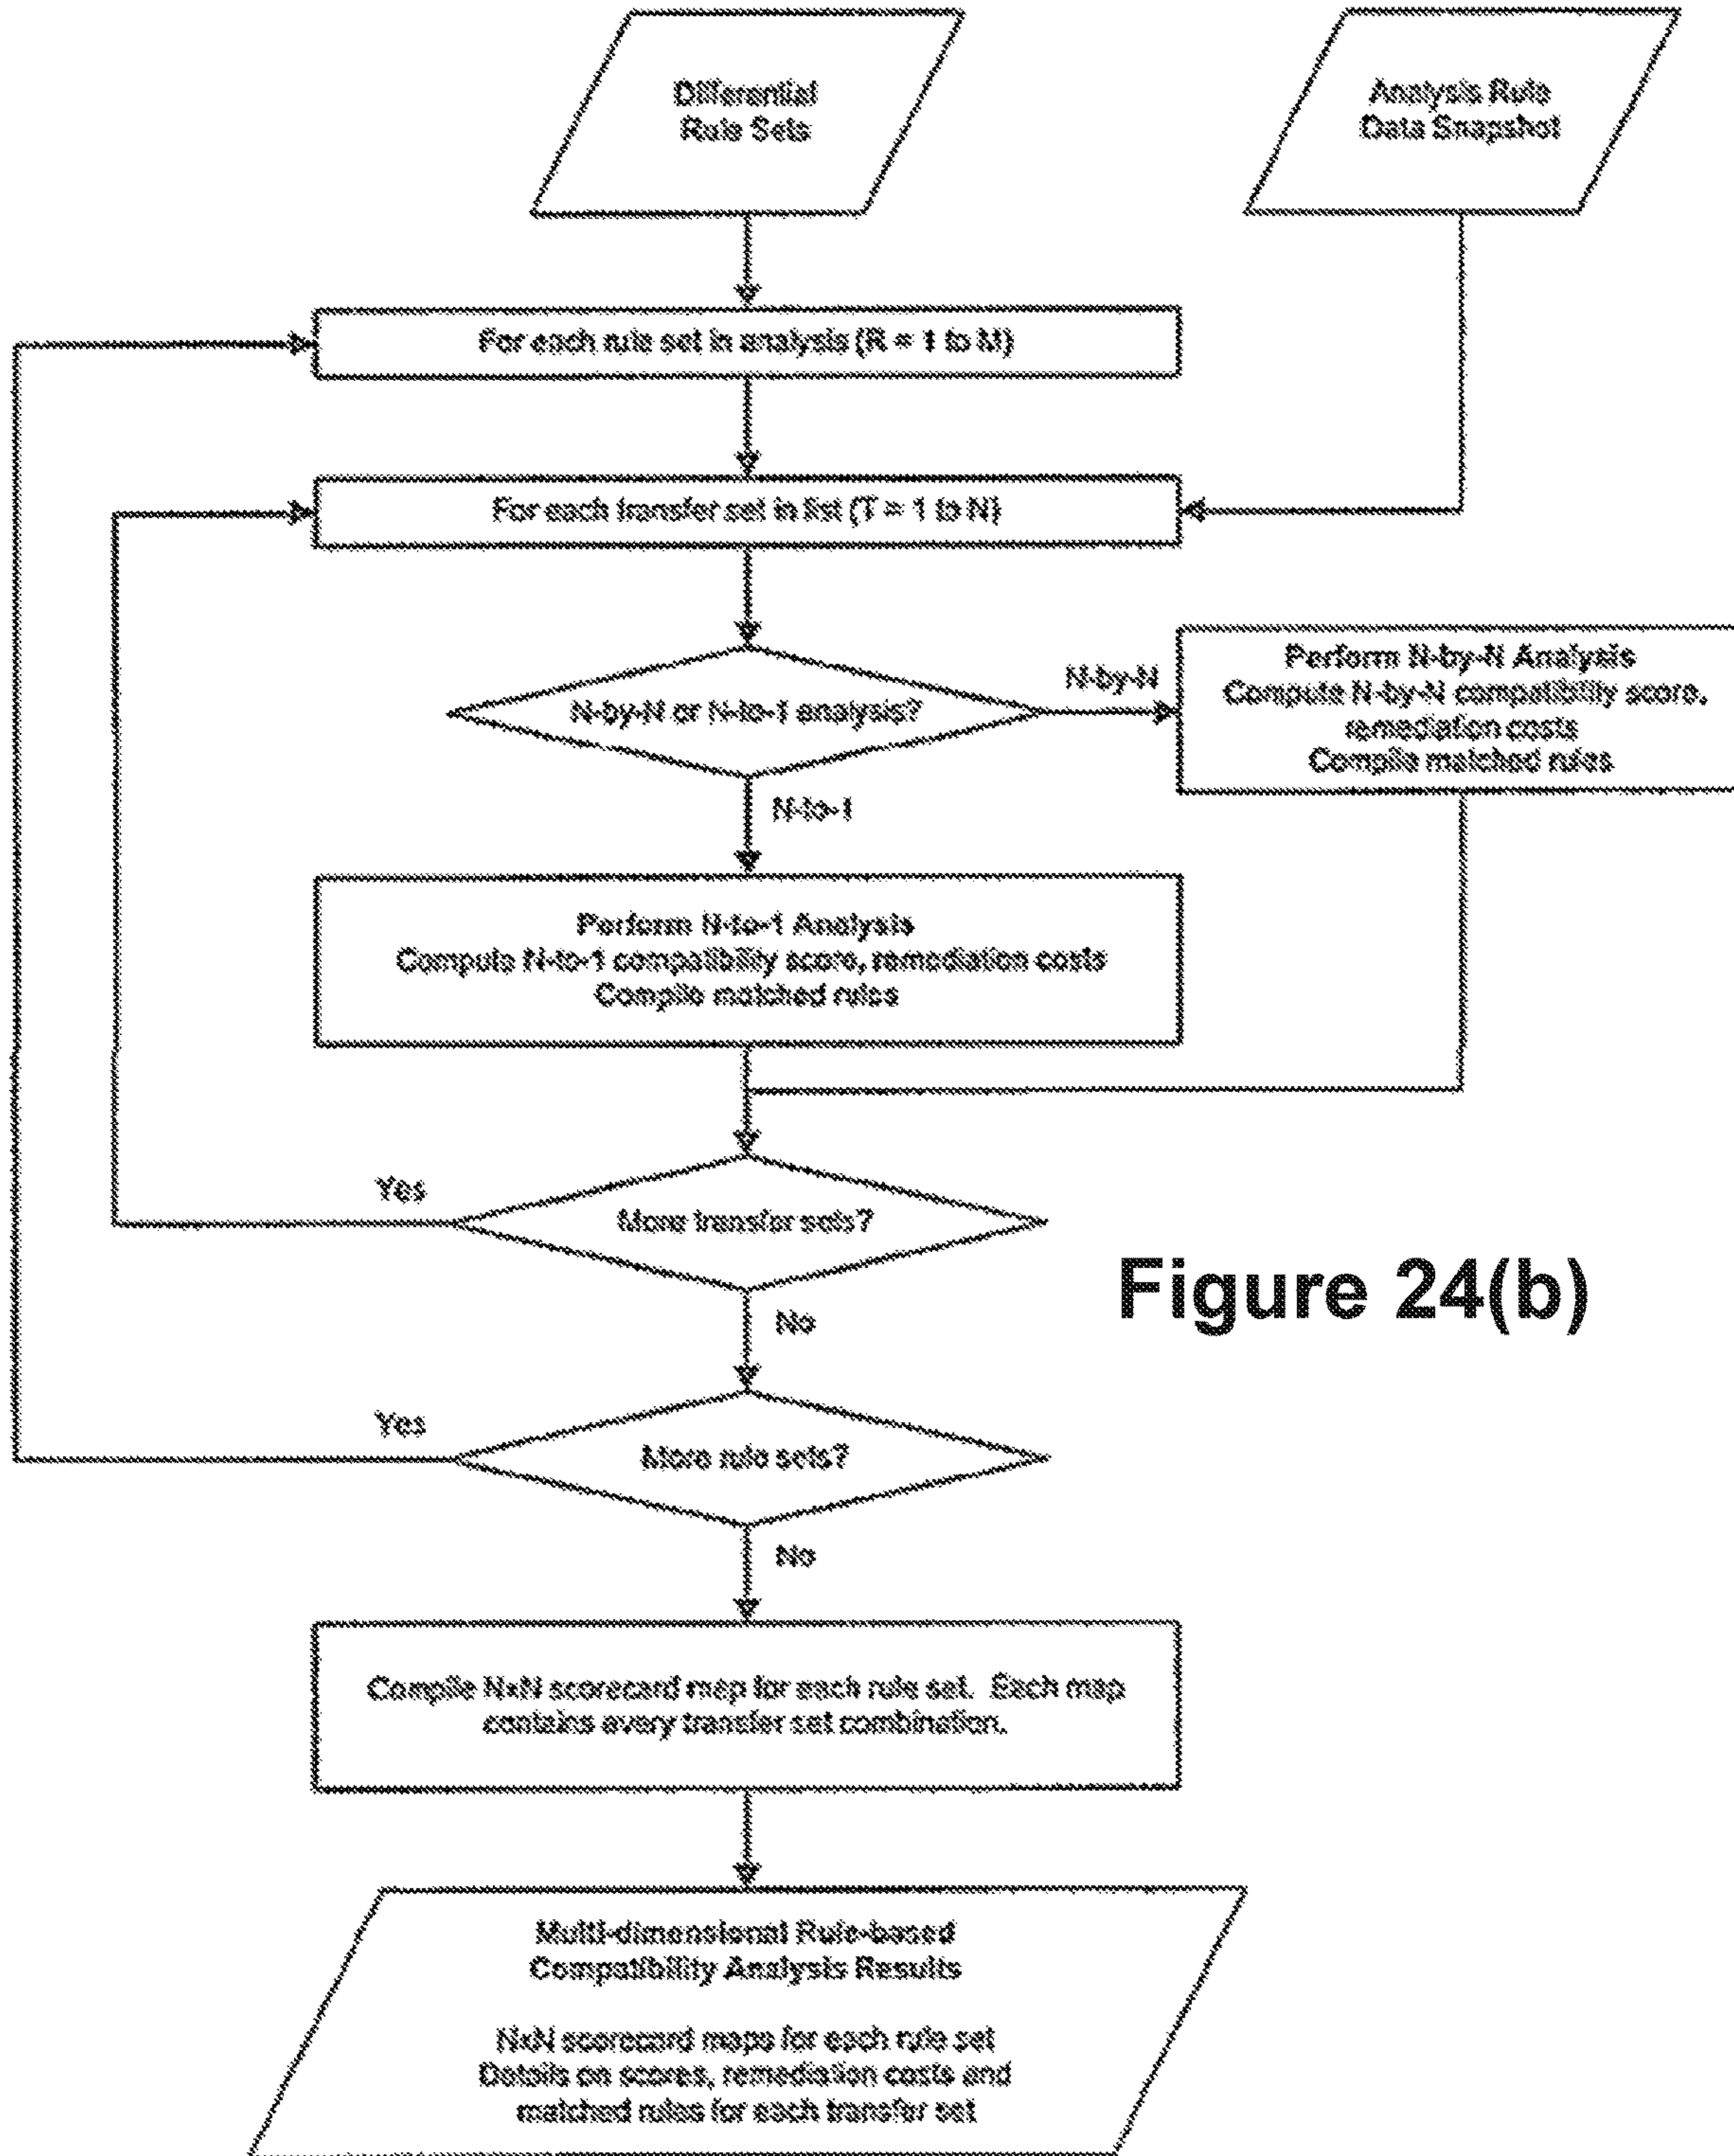 Differential
Rule Sets
Analysis Rule
Data Snapshot
For each rule set in analysis (R = 1 to M)
For each transfer set in list (T = 1 to N)
N-by-N or N-to-1 analysis?
N-by-N
Perform N-by-N Analysis
Compute N-by-N compatibility score,
remediation costs
Compile matched rules
N-to-1
Perform N-to-1 Analysis
Compute N-to-1 compatibility score, remediation costs
Compile matched rules
Yes
More transfer sets?
Figure 24(b)
No
Yes
More rule sets?
No
Compile NxN scorecard map for each rule set. Each map
contains every transfer set combination.
Multi-dimensional Rule-based
Compatibility Analysis Results
NxN scorecard maps for each rule set
Details on scores, remediation costs and
matched rules for each transfer set